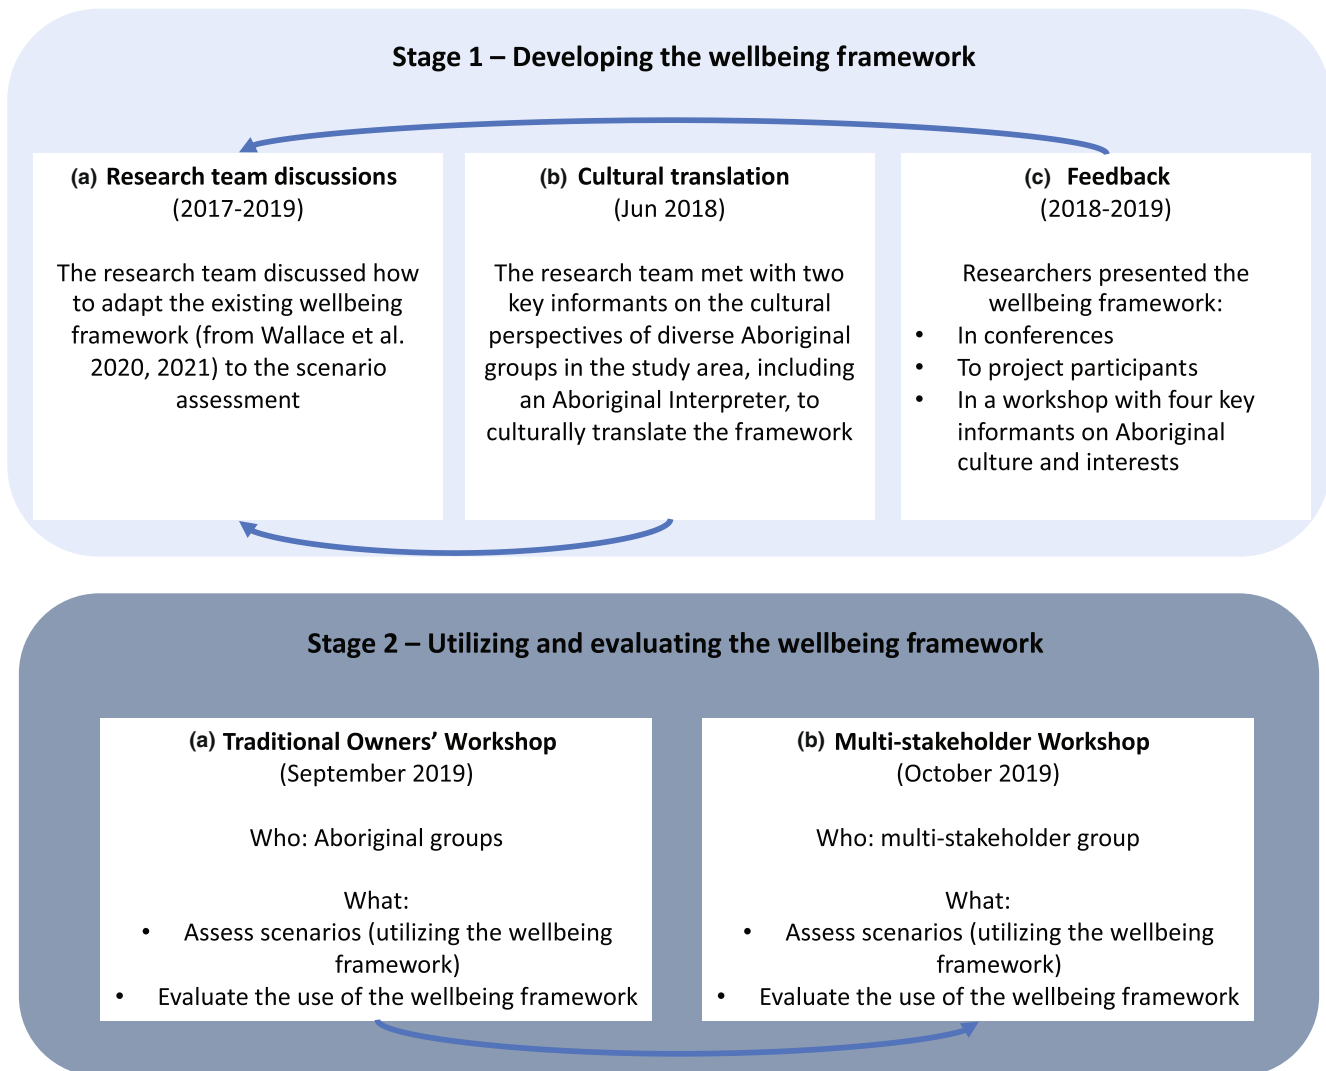 Stage 1 – Developing the wellbeing framework
(a) Research team discussions
(2017-2019)
The research team discussed how
to adapt the existing wellbeing
framework (from Wallace et al.
2020, 2021) to the scenario
assessment
(b) Cultural translation
(Jun 2018)
The research team met with two
key informants on the cultural
perspectives of diverse Aboriginal
groups in the study area, including
an Aboriginal Interpreter, to
culturally translate the framework
(c) Feedback
(2018-2019)
Researchers presented the
wellbeing framework:
• In conferences
• To project participants
• In a workshop with four key
informants on Aboriginal
culture and interests
Stage 2 – Utilizing and evaluating the wellbeing framework
(a) Traditional Owners’ Workshop
(September 2019)
Who: Aboriginal groups
What:
• Assess scenarios (utilizing the wellbeing
framework)
• Evaluate the use of the wellbeing framework
(b) Multi-stakeholder Workshop
(October 2019)
Who: multi-stakeholder group
What:
• Assess scenarios (utilizing the wellbeing
framework)
• Evaluate the use of the wellbeing framework